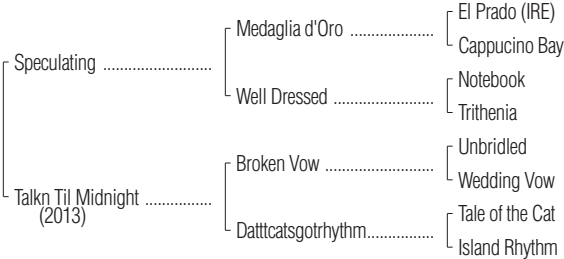 El Prado (IRE)
Medaglia d'Oro ....................
Cappucino Bay
Speculating ..........................
Notebook
Well Dressed ........................
Trithenia
Unbridled
Broken Vow ..........................
Wedding Vow
Talkn Til Midnight ................
(2013)
Tale of the Cat
Datttcatsgotrhythm................
Island Rhythm